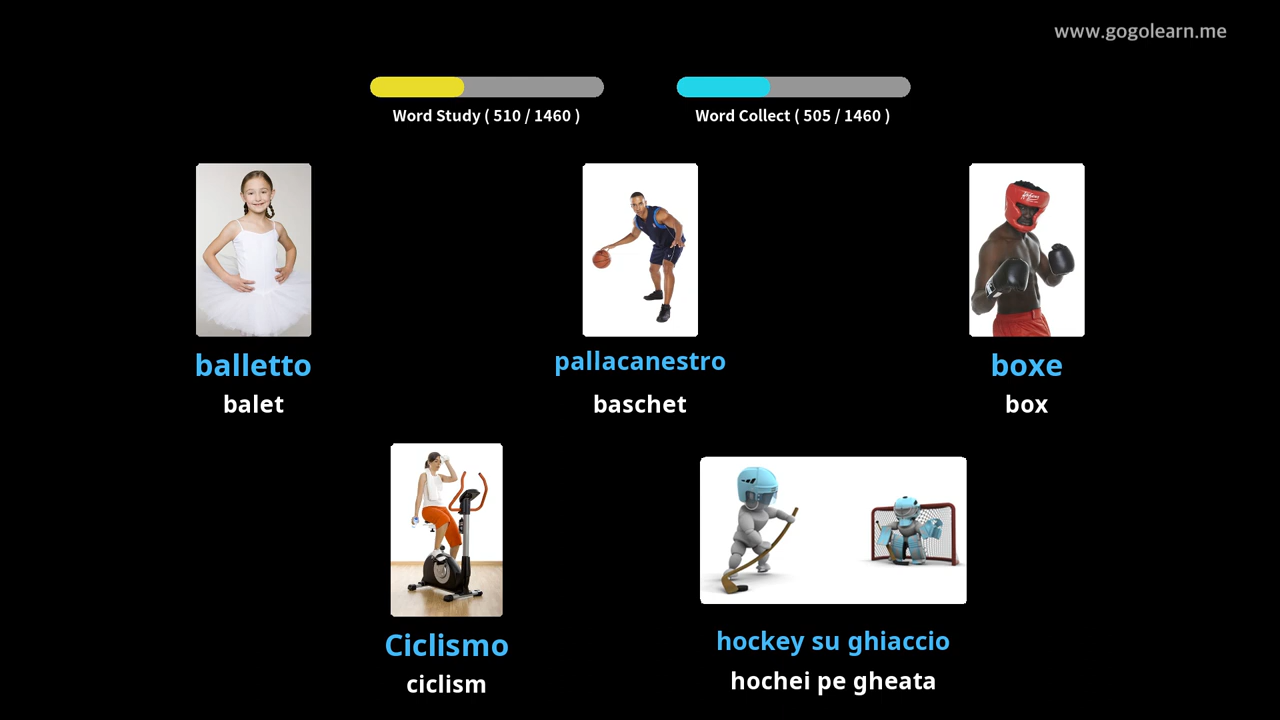 www.gogolearn.me
Word Study ( 510 / 1460 )
Word Collect ( 505 / 1460 )
balletto
pallacanestro
boxe
balet
baschet
box
Ciclismo
hockey su ghiaccio
ciclism
hochei pe gheata